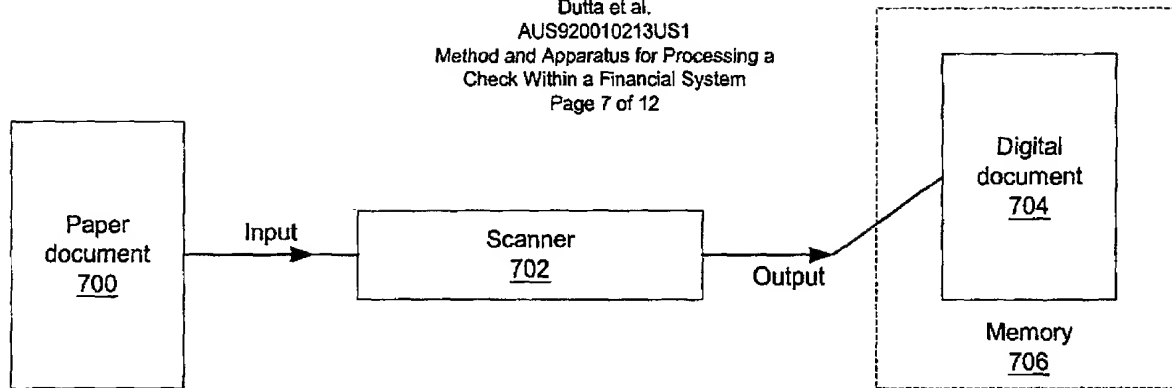 Dutta et al.
AUS920010213US1
Method and Apparatus for Processing a
Check Within a Financial System
Page 7 of 12
Paper
document
700
Input
Scanner
702
Output
Digital
document
704
Memory
706